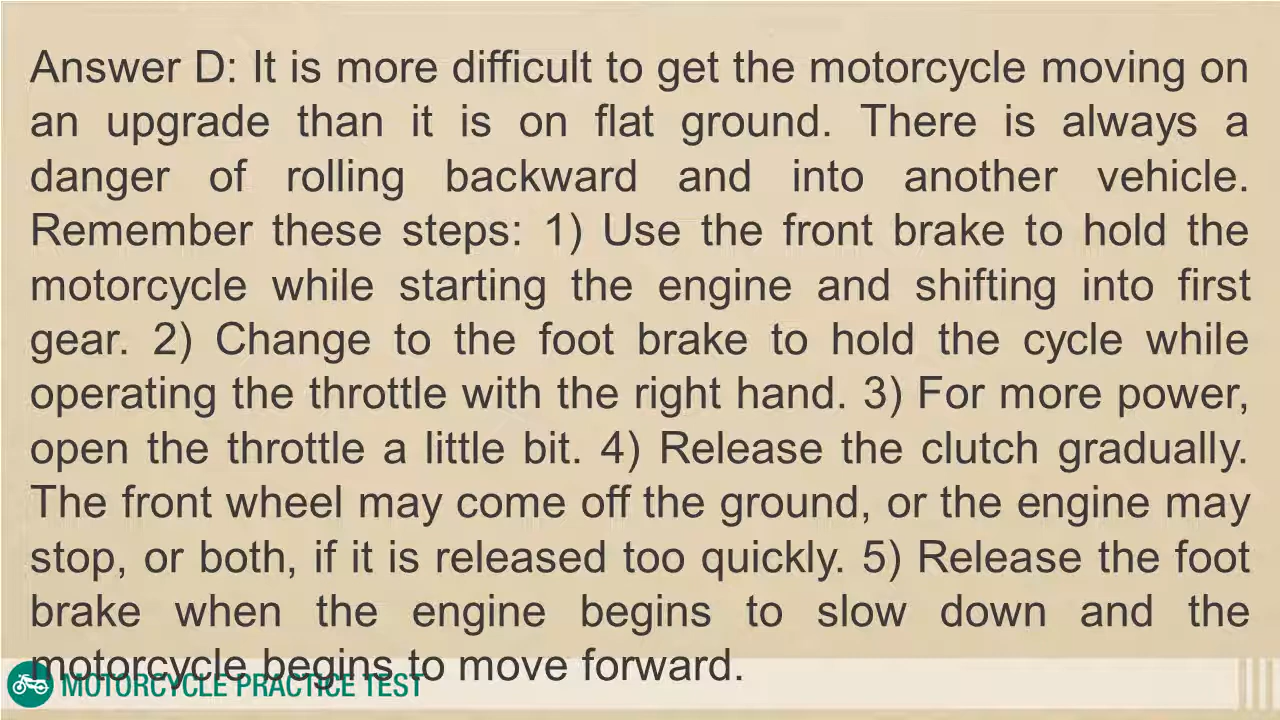 Answer D: It is more difficult to get the motorcycle moving on
an upgrade than it is on flat ground. There is always a
danger of rolling backward and into another vehicle.
Remember these steps: 1) Use the front brake to hold the
motorcycle while starting the engine and shifting into first
gear. 2) Change to the foot brake to hold the cycle while
operating the throttle with the right hand. 3) For more power,
open the throttle a little bit. 4) Release the clutch gradually.
The front wheel may come off the ground, or the engine may
stop, or both, if it is released too quickly. 5) Release the foot
brake when the engine begins to slow down and the
motorcycle begins to move forward.
MOTORCYCLE PRACTICE TEST